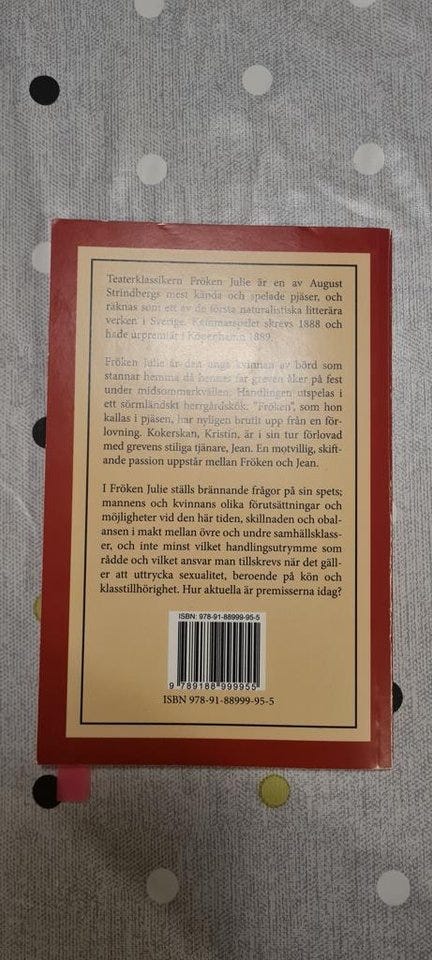 Teaterklassikern Fröken Julie är en av August
Strindbergs mest kända och spelade pjäser, och
räknas som ett av de första naturalistiska litterära
verken i Sverige. Kammarspelet skrevs 1888 och
hade urpremiär i Köpenhamn 1889.
Fröken Julie är den unga kvinnan av börd som
stannar hemma då hennes far greven åker på fest
under midsommarkvällen. Handlingen utspelas i
ett sörmländskt herrgårdskök. "Fröken", som hon
kallas i pjäsen, har nyligen brutit upp från en för-
lovning. Kokerskan, Kristin, är i sin tur förlovad
med grevens stiliga tjänare, Jean. En motvillig, skift-
ande passion uppstår mellan Fröken och Jean.
I Fröken Julie ställs brännande frågor på sin spets;
mannens och kvinnans olika förutsättningar och
möjligheter vid den här tiden, skillnaden och obal-
ansen i makt mellan övre och undre samhällsklass-
er, och inte minst vilket handlingsutrymme som
rådde och vilket ansvar man tillskrevs när det gäll-
er att uttrycka sexualitet, beroende på kön och
klasstillhörighet. Hur aktuella är premisserna idag?
ISBN: 978-91-88999-95-5
9 789188 999955
ISBN 978-91-88999-95-5